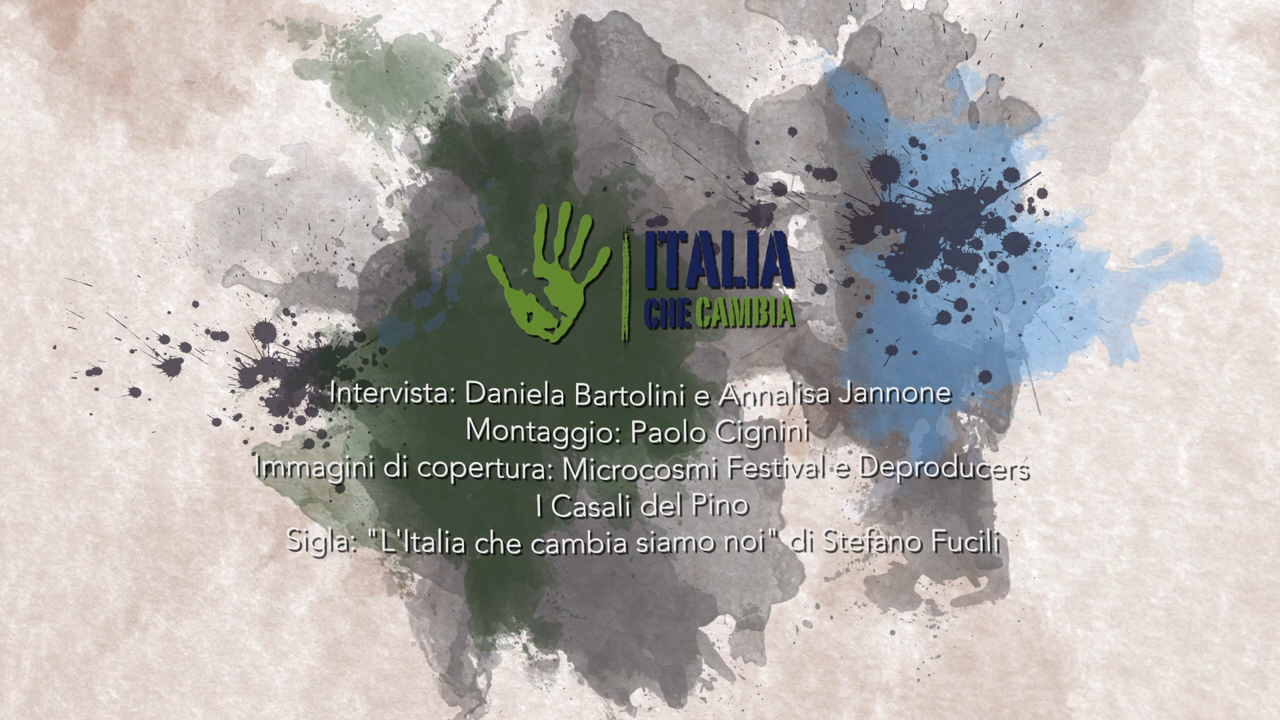 ITALIA
CHE CAMBIA
Intervista: Daniela Bartolini e Annalisa Jannone
Montaggio: Paolo Cignini
Immagini di copertura: Microcosmi Festival e Deproducers
I Casali del Pino
Sigla: "L'Italia che cambia siamo noi" di Stefano Fucili